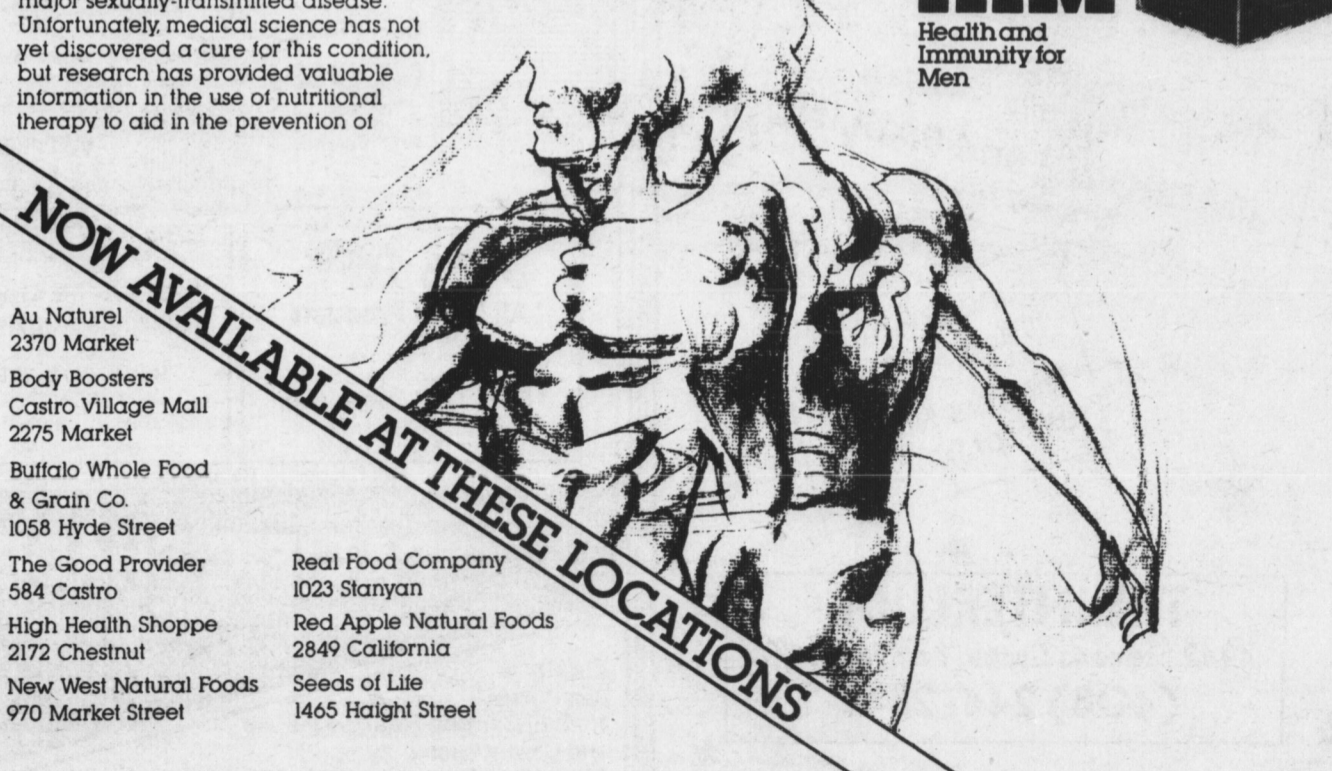 major sexually-transmitted disease.
Unfortunately, medical science has not
yet discovered a cure for this condition,
but research has provided valuable
information in the use of nutritional
therapy to aid in the prevention of
HIM
Health and
Immunity for
Men
NOW AVAILABLE AT THESE LOCATIONS
Au Naturel
2370 Market
Body Boosters
Castro Village Mall
2275 Market
Buffalo Whole Food
& Grain Co.
1058 Hyde Street
The Good Provider
584 Castro
High Health Shoppe
2172 Chestnut
New West Natural Foods
970 Market Street
Real Food Company
1023 Stanyan
Red Apple Natural Foods
2849 California
Seeds of Life
1465 Haight Street